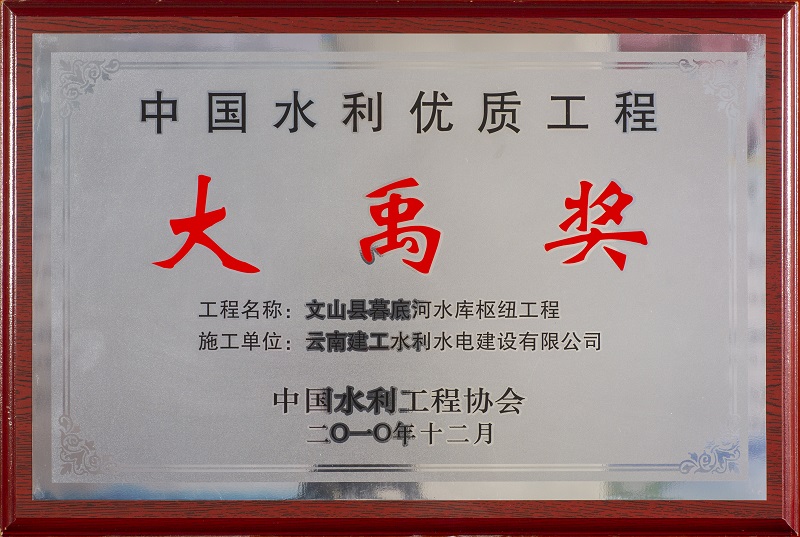 中国水利优质工程
大禹奖
工程名称：文山县暮底河水库枢纽工程
施工单位：云南建工水利水电建设有限公司
中国水利工程协会
二〇一〇年十二月